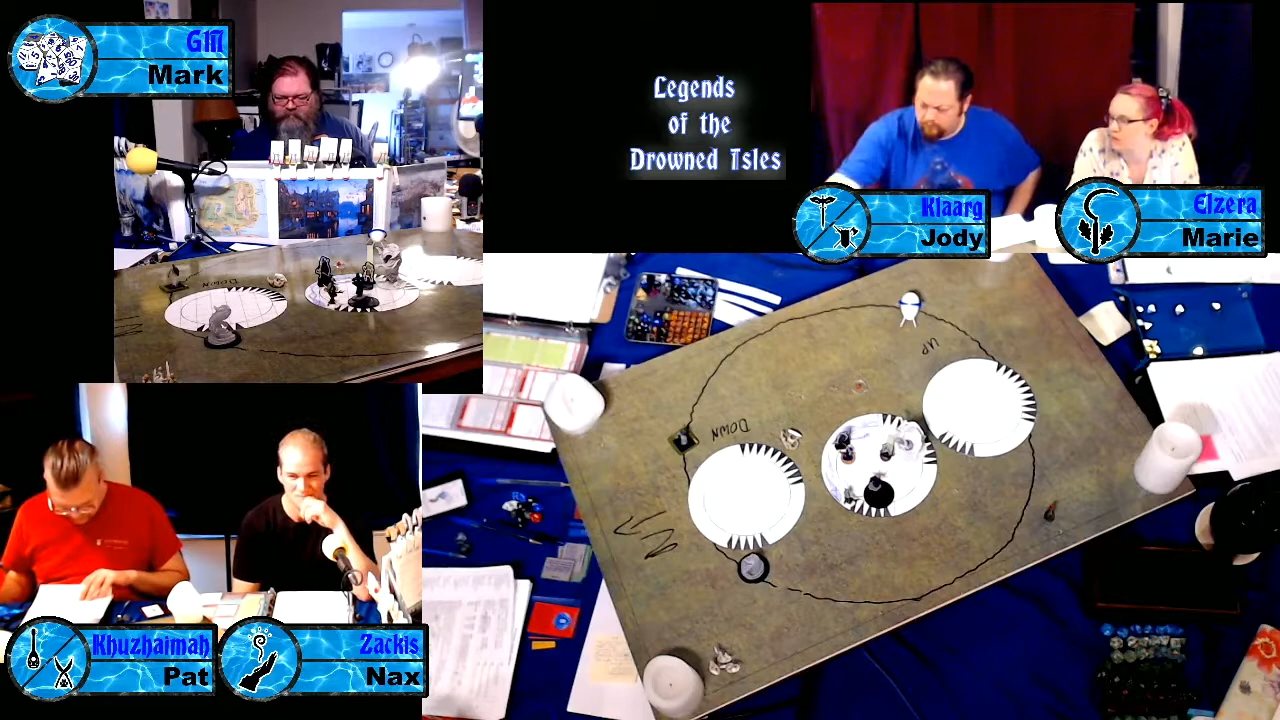 GM
Mark
Legends
of the
Drowned Isles
Klaarg
Jody
Elzera
Marie
DOWN
UP
DOWN
Khuzhaimah
Pat
Zackis
Nax